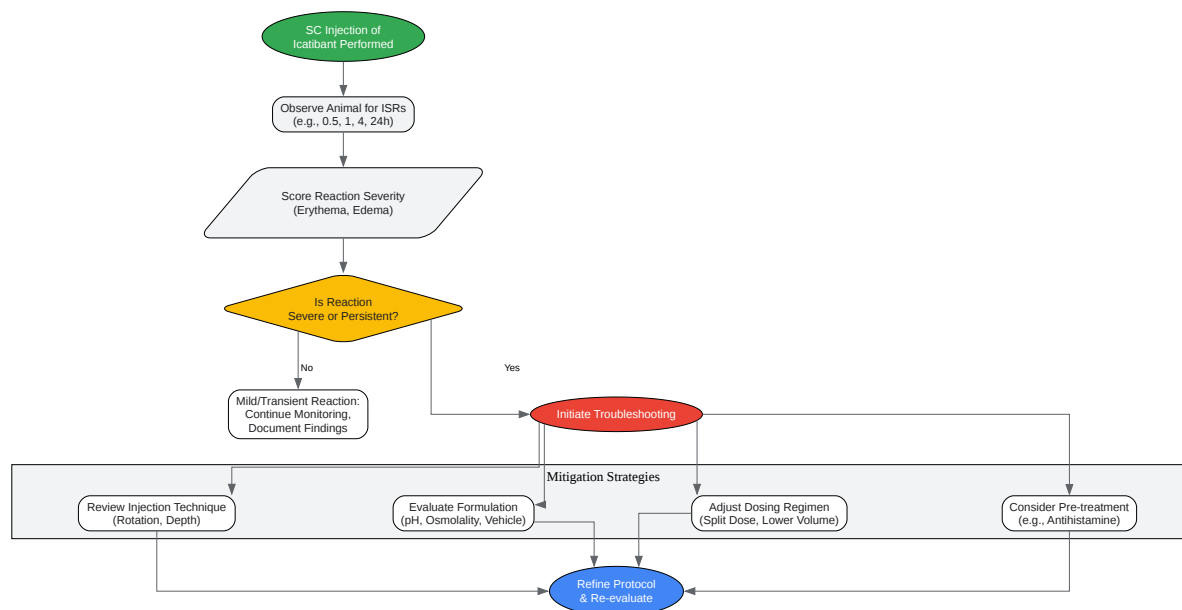 SC Injection of
Icatibant Performed
Observe Animal for ISRs
(e.g., 0.5, 1, 4, 24h)
Score Reaction Severity
(Erythema, Edema)
Is Reaction
Severe or Persistent?
No
Yes
Mild/Transient Reaction:
Continue Monitoring,
Document Findings
Initiate Troubleshooting
Mitigation Strategies
Review Injection Technique
(Rotation, Depth)
Evaluate Formulation
(pH, Osmolality, Vehicle)
Adjust Dosing Regimen
(Split Dose, Lower Volume)
Consider Pre-treatment
(e.g., Antihistamine)
Refine Protocol
& Re-evaluate